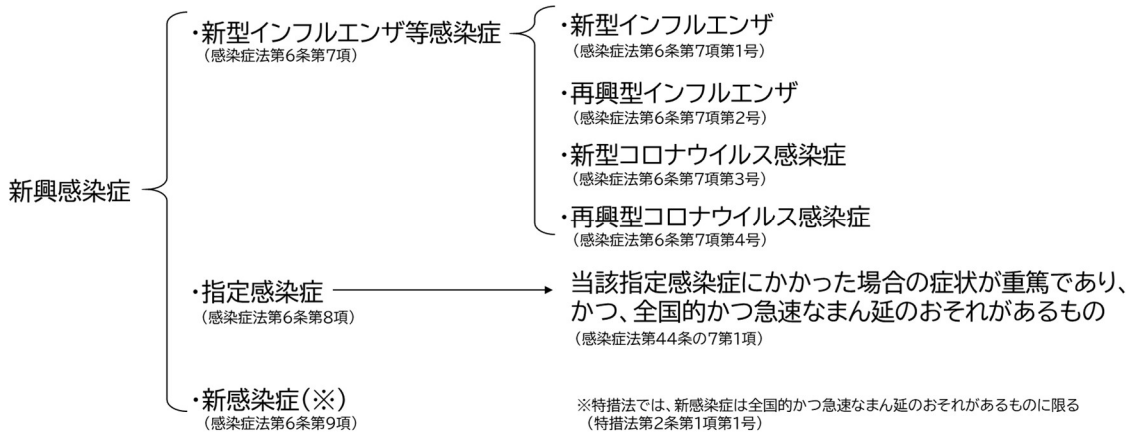 新興感染症
・新型インフルエンザ等感染症
（感染症法第6条第7項）
・新型インフルエンザ
（感染症法第6条第7項第1号）
・再興型インフルエンザ
（感染症法第6条第7項第2号）
・新型コロナウイルス感染症
（感染症法第6条第7項第3号）
・再興型コロナウイルス感染症
（感染症法第6条第7項第4号）
・指定感染症
（感染症法第6条第8項）
当該指定感染症にかかった場合の症状が重篤であり、
かつ、全国的かつ急速なまん延のおそれがあるもの
（感染症法第44条の7第1項）
・新感染症（※）
（感染症法第6条第9項）
※特措法では、新感染症は全国的かつ急速なまん延のおそれがあるものに限る
（特措法第2条第1項第1号）